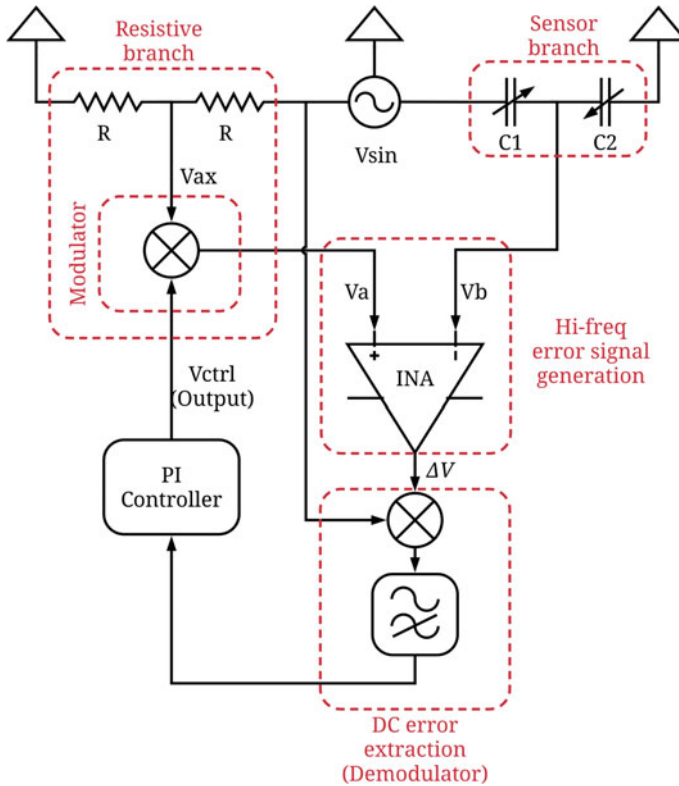 Resistive
branch
Sensor
branch
R
R
Vsin
C1
C2
Vax
Modulator
Va
Vb
Hi-freq
error signal
generation
+
-
INA
Vctrl
(Output)
ΔV
PI
Controller
DC error
extraction
(Demodulator)